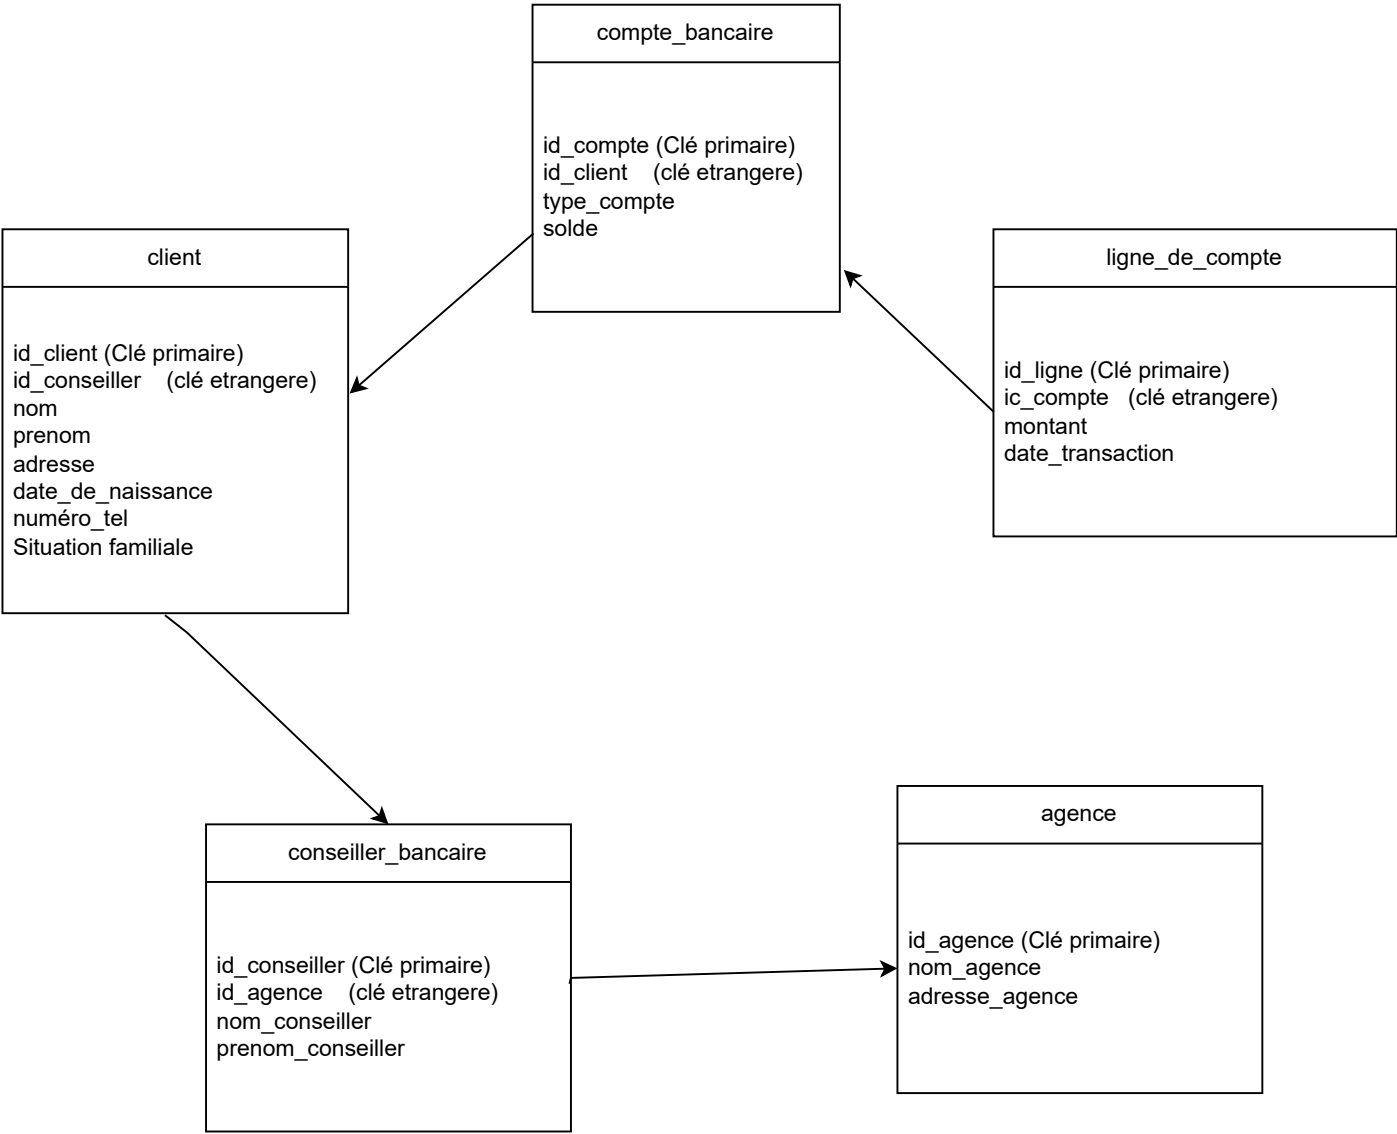 compte_bancaire
id_compte (Clé primaire)
id_client (clé etrangere)
type_compte
solde
client
id_client (Clé primaire)
id_conseiller (clé etrangere)
nom
prenom
adresse
date_de_naissance
numéro_tel
Situation familiale
ligne_de_compte
id_ligne (Clé primaire)
ic_compte (clé etrangere)
montant
date_transaction
conseiller_bancaire
id_conseiller (Clé primaire)
id_agence (clé etrangere)
nom_conseiller
prenom_conseiller
agence
id_agence (Clé primaire)
nom_agence
adresse_agence